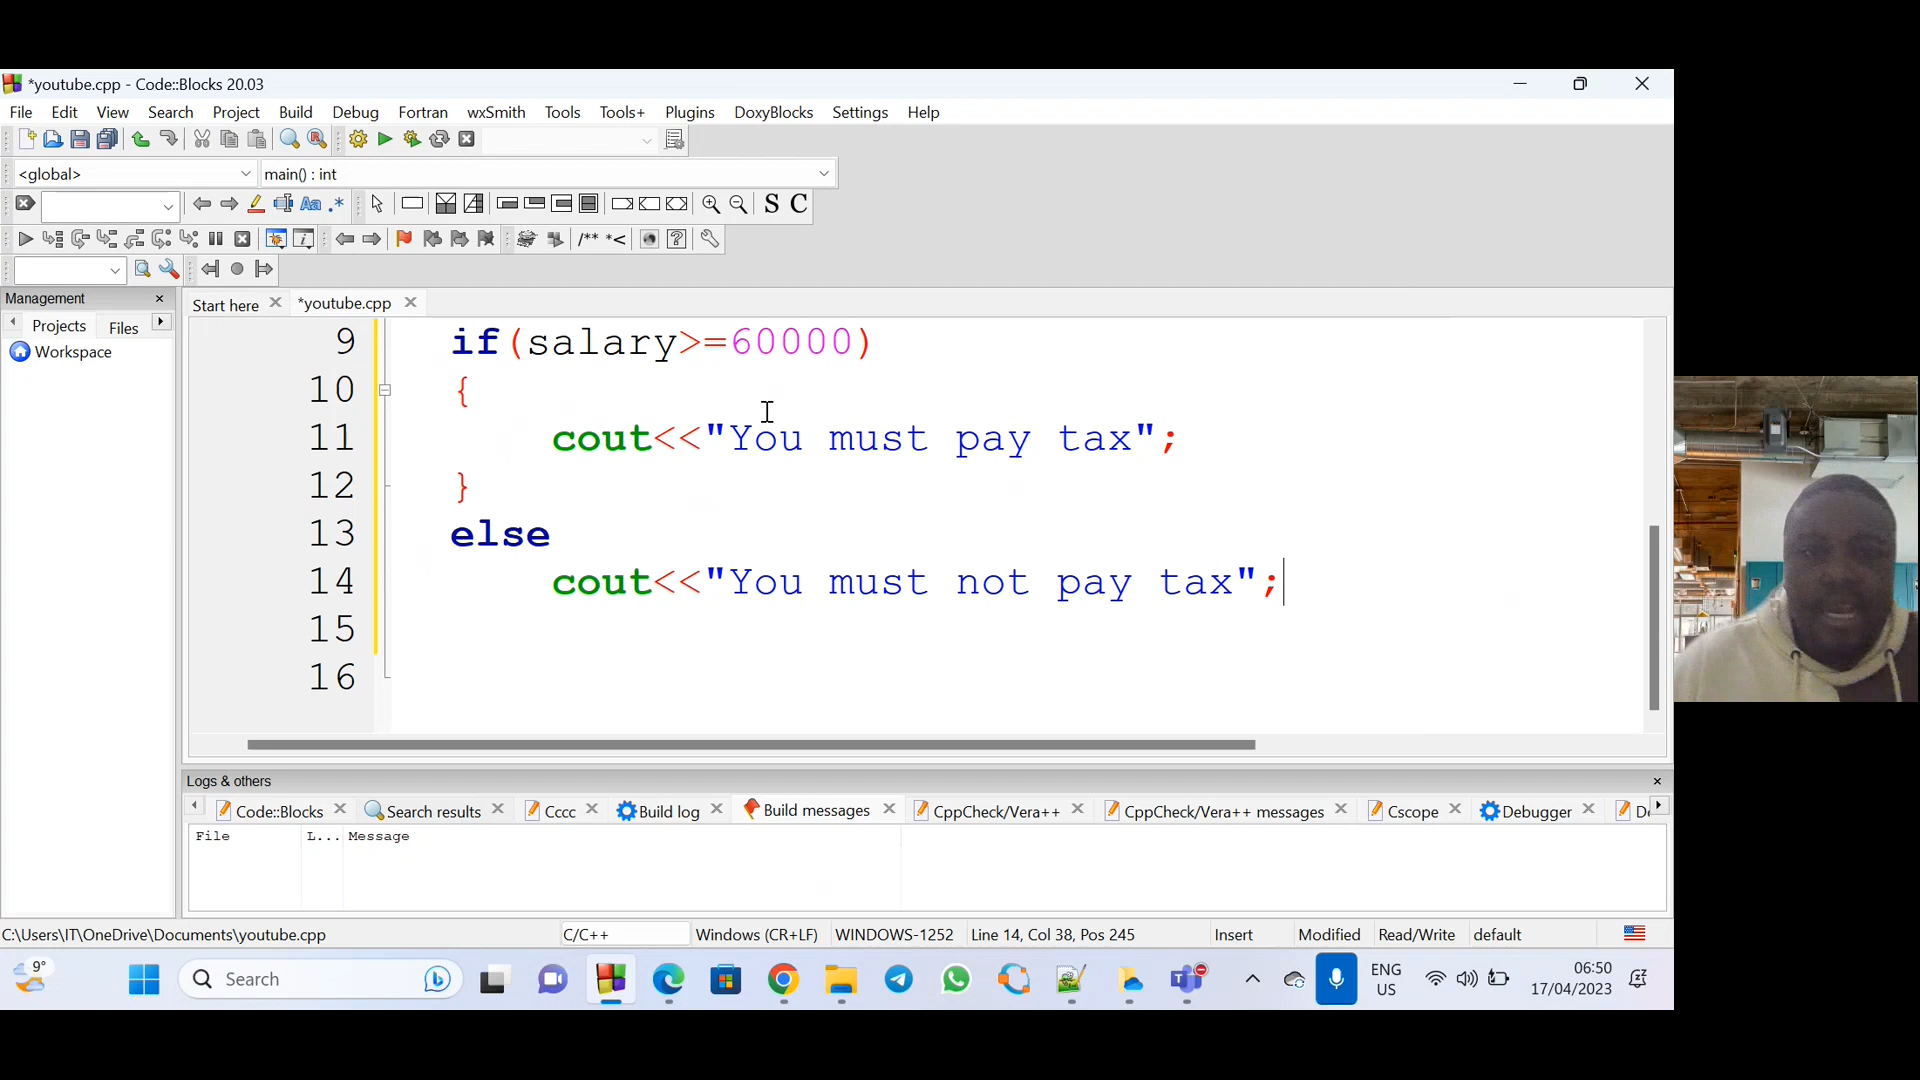 *youtube.cpp - Code::Blocks 20.03
File Edit View Search Project Build Debug Fortran wxSmith Tools Tools+ Plugins DoxyBlocks Settings Help
<global> main() : int
Aa .* S C
/** *<
Management
Start here *youtube.cpp
Projects Files
Workspace
9 if(salary>=60000)
10 {
11 cout<<"You must pay tax";
12 }
13 else
14 cout<<"You must not pay tax";
15
16
Logs & others
Code::Blocks Search results Cccc Build log Build messages CppCheck/Vera++ CppCheck/Vera++ messages Cscope Debugger De
File L... Message
C:\Users\IT\OneDrive\Documents\youtube.cpp C/C++ Windows (CR+LF) WINDOWS-1252 Line 14, Col 38, Pos 245 Insert Modified Read/Write default
9° Search ENG US 06:50 17/04/2023